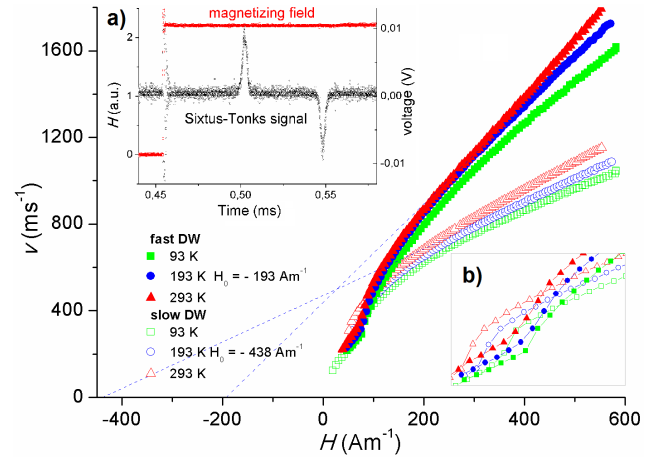 a)
magnetizing field
Sixtus-Tonks signal
H (a.u.)
2
1
0
voltage (V)
0,01
0,00
-0,01
0,45
0,50
0,55
Time (ms)
v (ms-1)
1600
1200
800
400
0
fast DW
93 K
193 K H0 = - 193 Am-1
293 K
slow DW
93 K
193 K H0 = - 438 Am-1
293 K
b)
-400
-200
0
200
400
600
H (Am-1)